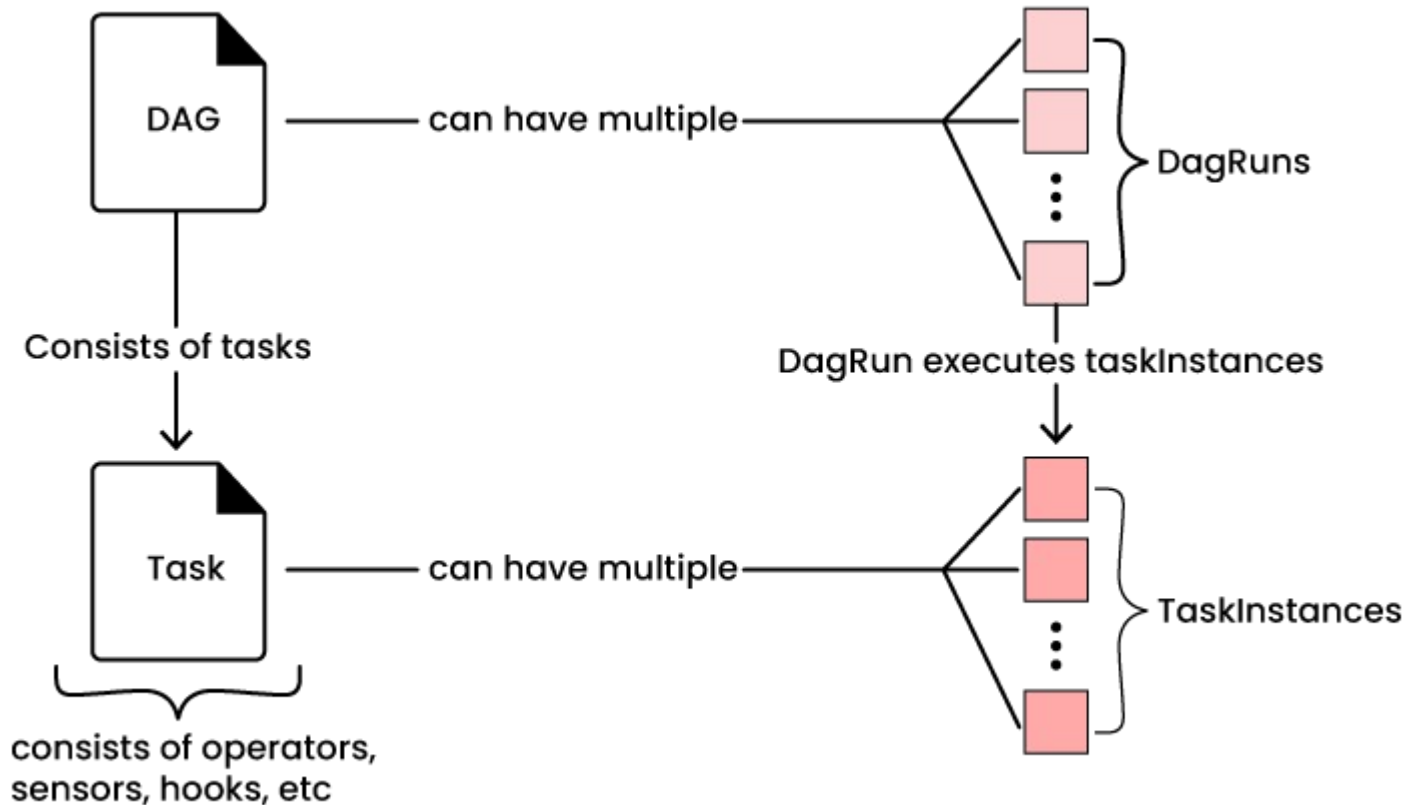 DAG
can have multiple
DagRuns
Consists of tasks
DagRun executes taskInstances
Task
can have multiple
TaskInstances
consists of operators,
sensors, hooks, etc